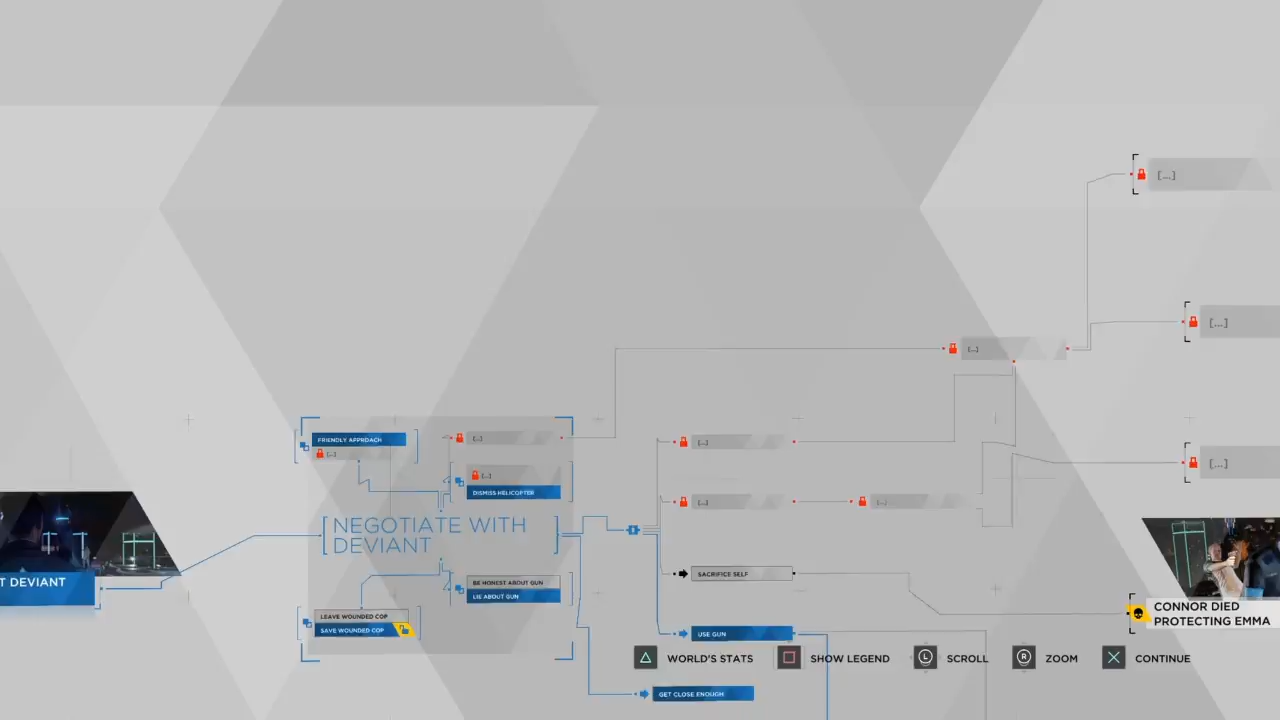 [...]
[...]
[...]
FRIENDLY APPROACH
[...]
[...]
[...]
[...]
[...]
DISMISS HELICOPTER
[...]
[...]
NEGOTIATE WITH
DEVIANT
T DEVIANT
BE HONEST ABOUT GUN
LIE ABOUT GUN
SACRIFICE SELF
LEAVE WOUNDED COP
SAVE WOUNDED COP
CONNOR DIED
PROTECTING EMMA
USE GUN
WORLD'S STATS
SHOW LEGEND
L
SCROLL
R
ZOOM
CONTINUE
GET CLOSE ENOUGH